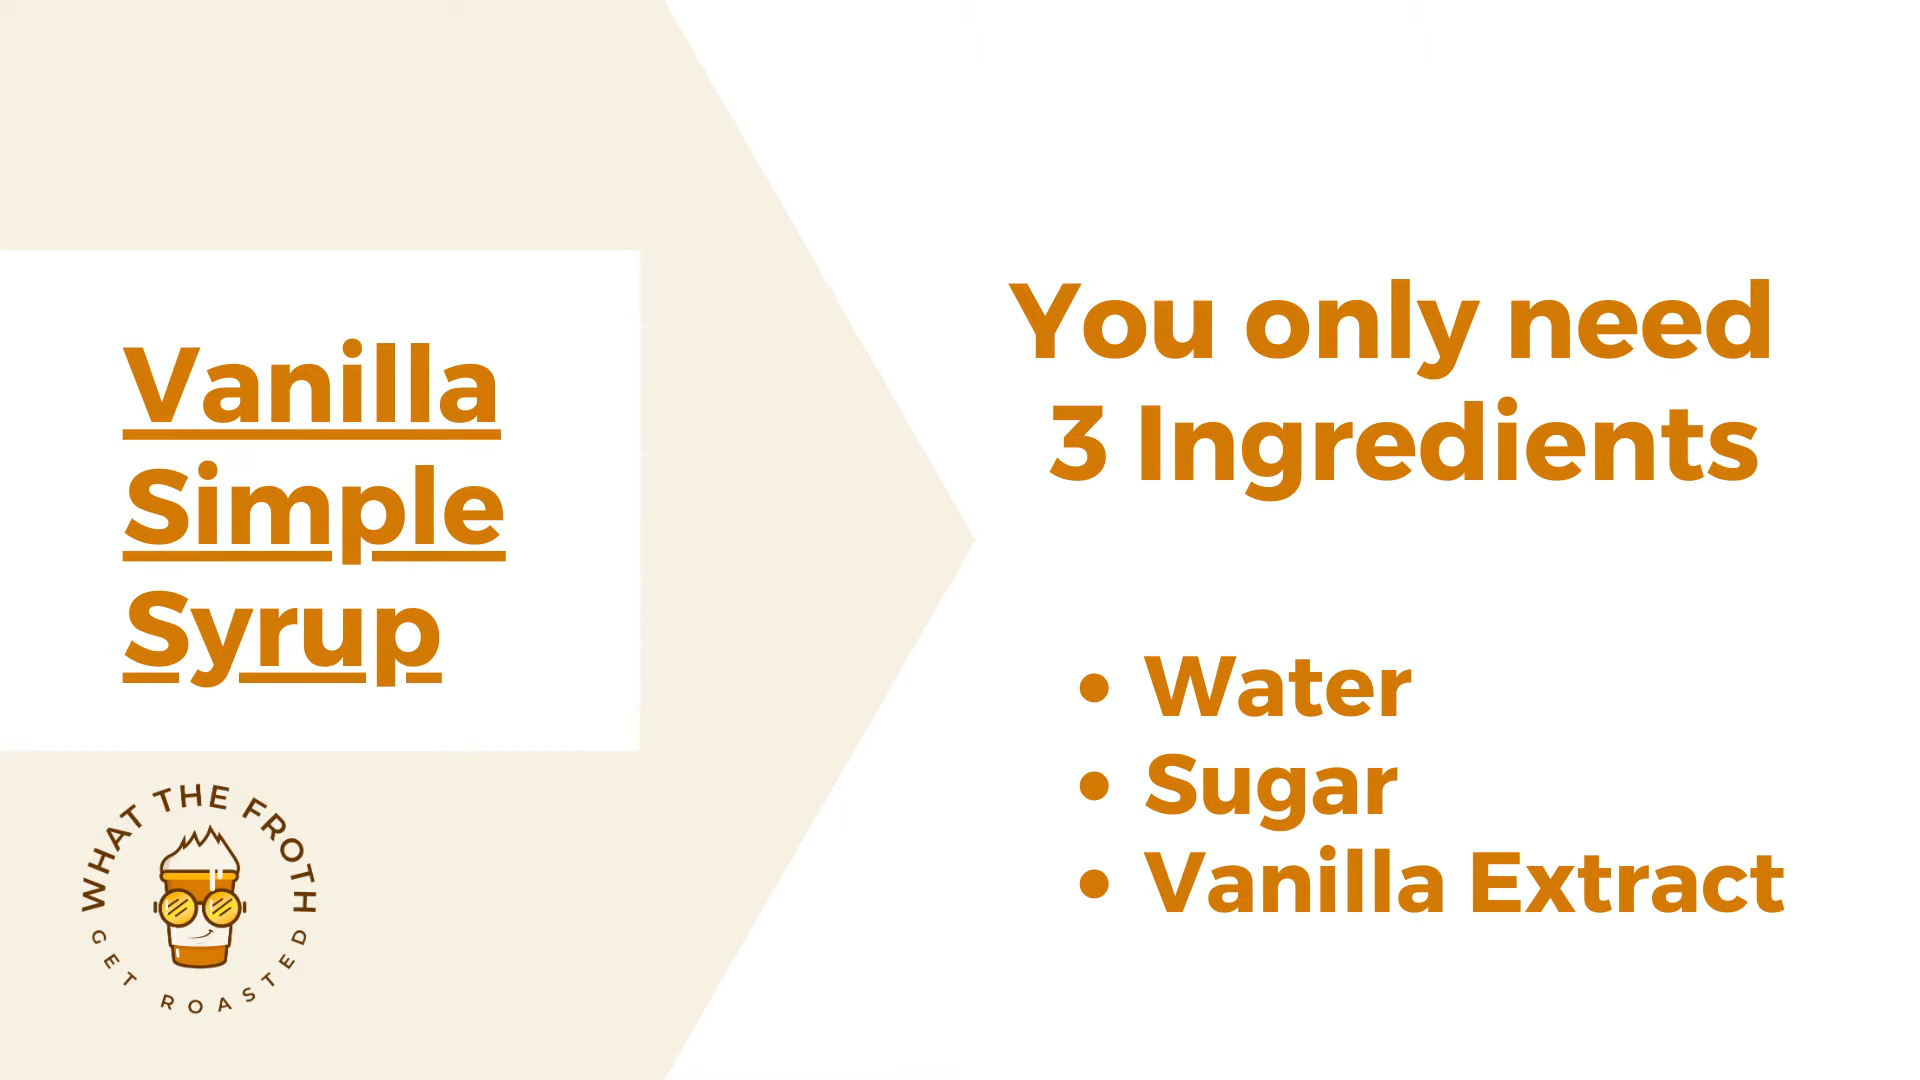 Vanilla
Simple
Syrup
WHAT THE FROTH
GET ROASTED
You only need
3 Ingredients
• Water
• Sugar
• Vanilla Extract